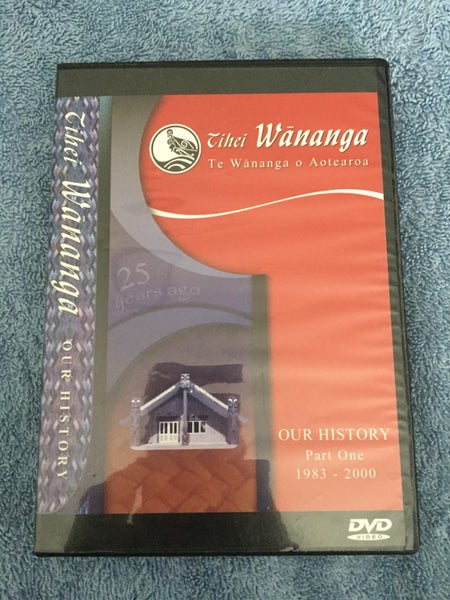 Tihei Wānanga
OUR HISTORY
Tihei Wānanga
Te Wānanga o Aotearoa
25
years ago
OUR HISTORY
Part One
1983 - 2000
DVD
VIDEO